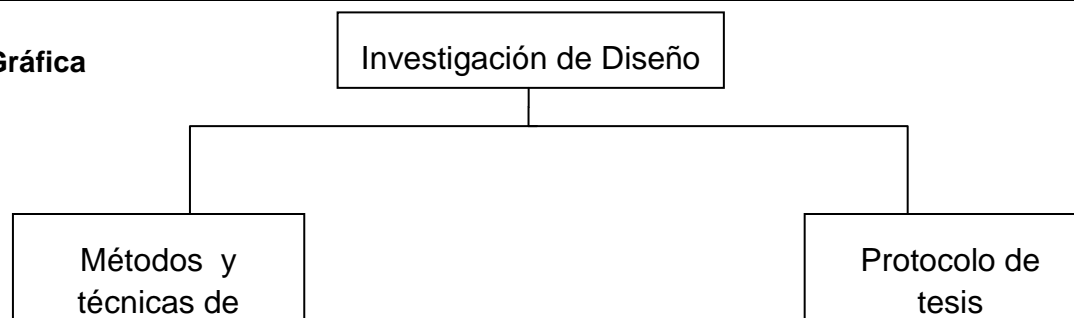 Gráfica
Investigación de Diseño
Métodos y
técnicas de
Protocolo de
tesis